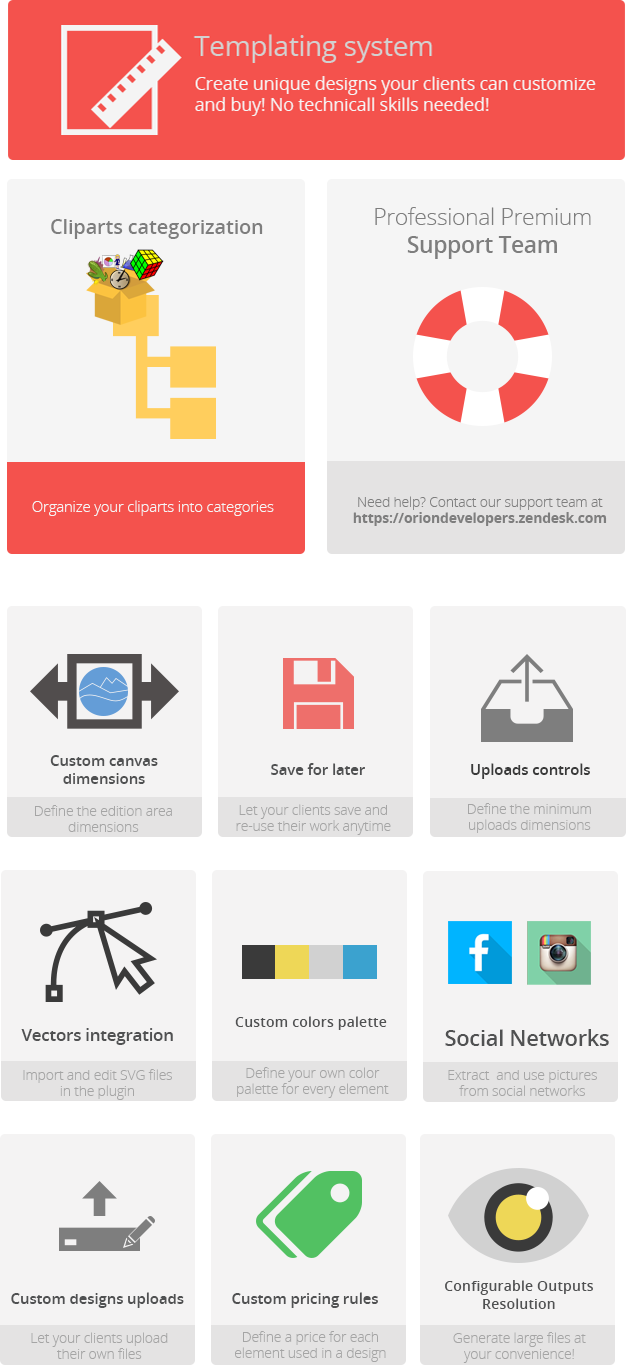 Templating system
Create unique designs your clients can customize
and buy! No technicall skills needed!
Cliparts categorization
Organize your cliparts into categories
Professional Premium
Support Team
Need help? Contact our support team at
https://oriondevelopers.zendesk.com
Custom canvas
dimensions
Define the edition area
dimensions
Save for later
Let your clients save and
re-use their work anytime
Uploads controls
Define the minimum
uploads dimensions
Vectors integration
Import and edit SVG files
in the plugin
Custom colors palette
Define your own color
palette for every element
Social Networks
Extract and use pictures
from social networks
Custom designs uploads
Let your clients upload
their own files
Custom pricing rules
Define a price for each
element used in a design
Configurable Outputs
Resolution
Generate large files at
your convenience!